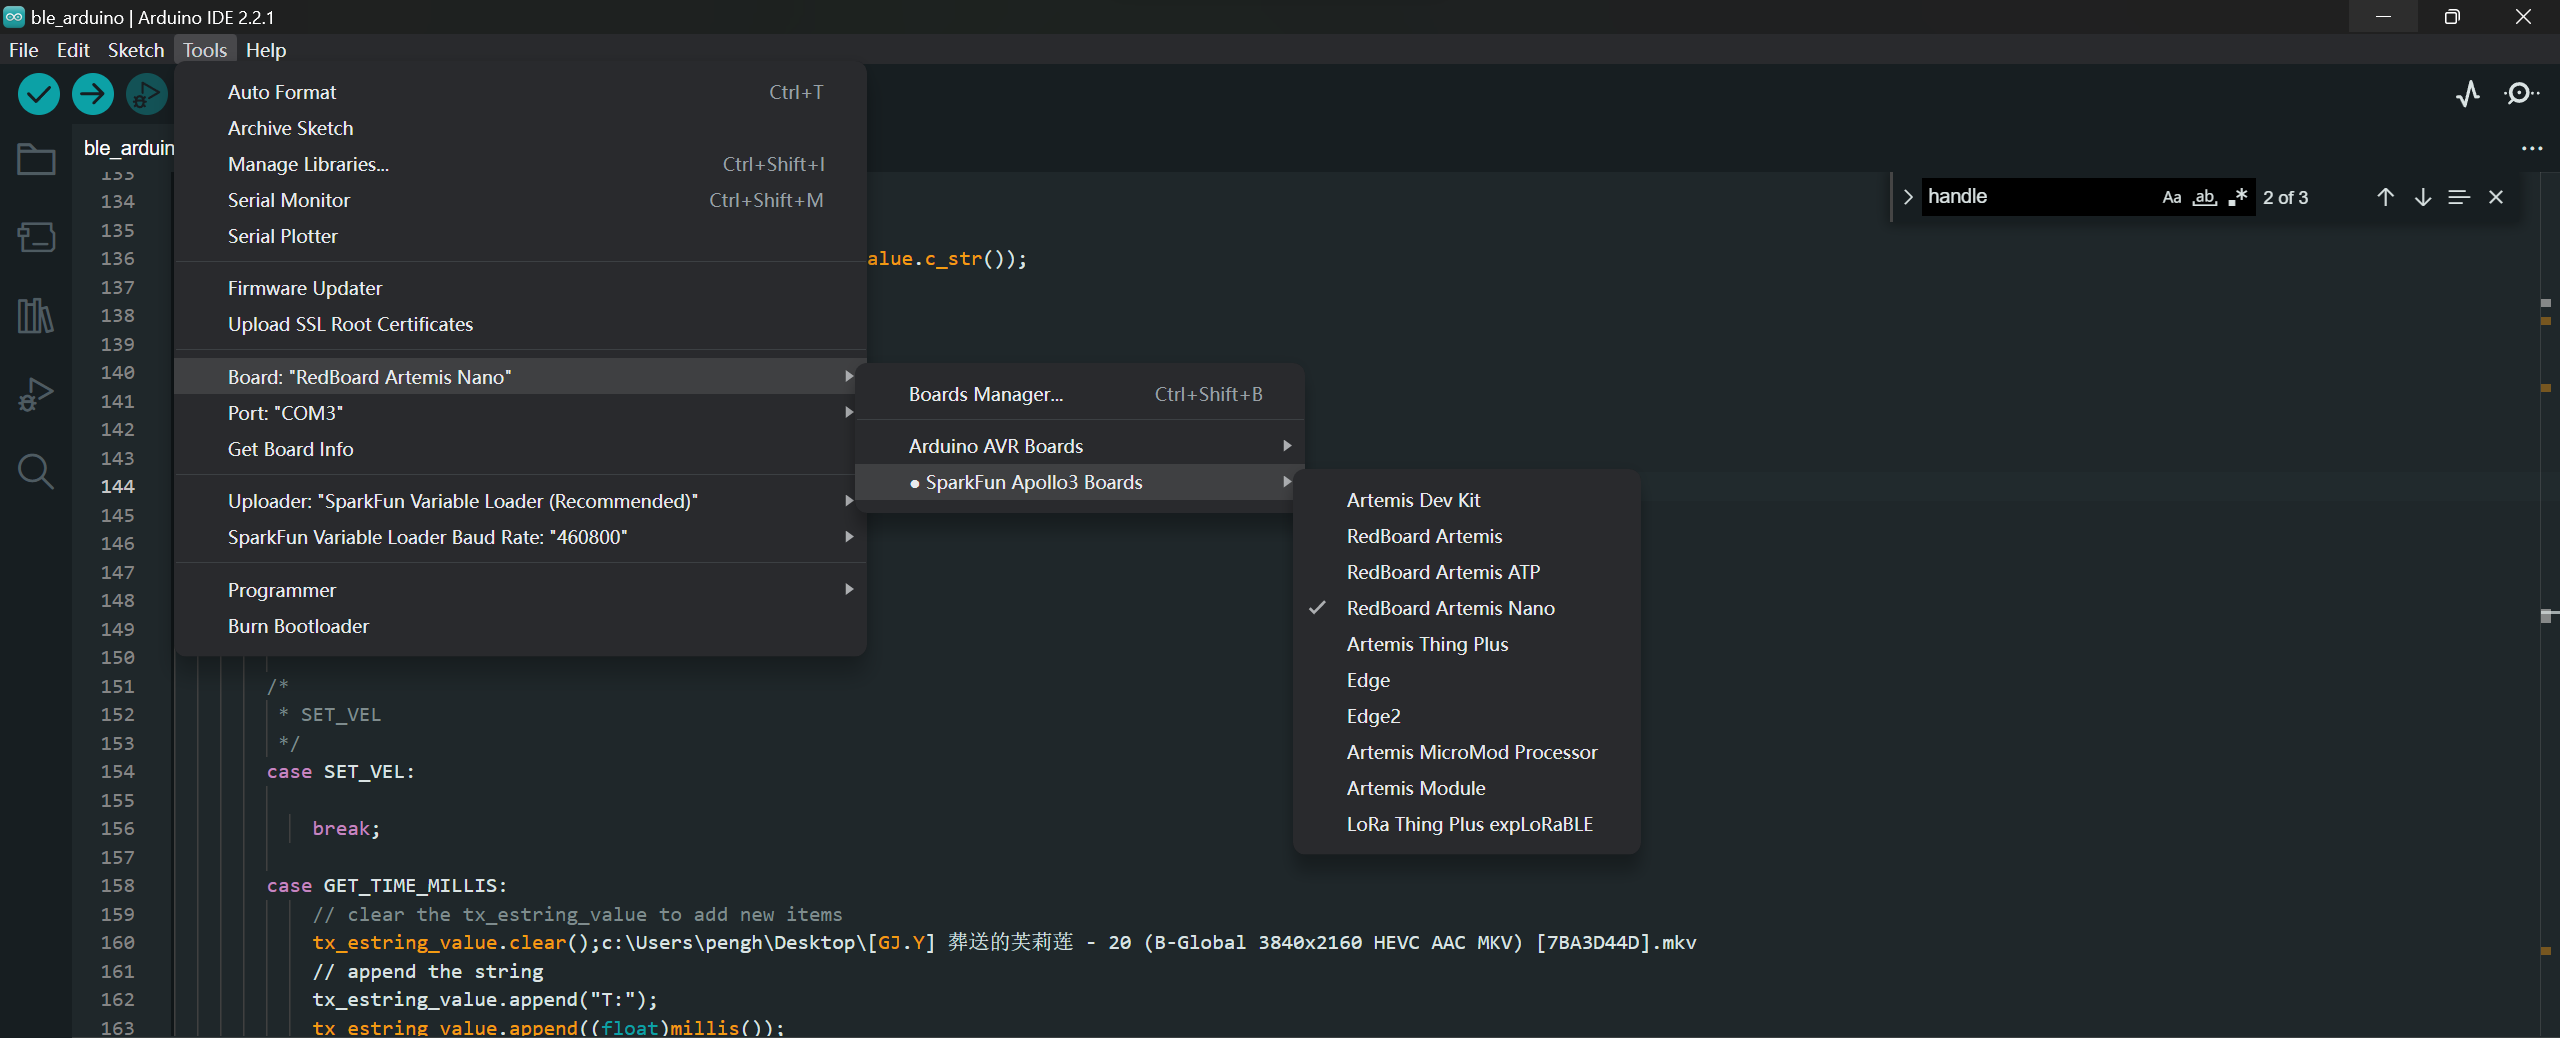 ble_arduino | Arduino IDE 2.2.1
File Edit Sketch Tools Help
ble_arduin
Auto Format Ctrl+T
Archive Sketch
Manage Libraries... Ctrl+Shift+I
Serial Monitor Ctrl+Shift+M
Serial Plotter
Firmware Updater
Upload SSL Root Certificates
Board: "RedBoard Artemis Nano"
Port: "COM3"
Get Board Info
Uploader: "SparkFun Variable Loader (Recommended)"
SparkFun Variable Loader Baud Rate: "460800"
Programmer
Burn Bootloader
Boards Manager... Ctrl+Shift+B
Arduino AVR Boards
● SparkFun Apollo3 Boards
Artemis Dev Kit
RedBoard Artemis
RedBoard Artemis ATP
✓ RedBoard Artemis Nano
Artemis Thing Plus
Edge
Edge2
Artemis MicroMod Processor
Artemis Module
LoRa Thing Plus expLoRaBLE
handle Aa ab .* 2 of 3
133
134
135
136 alue.c_str());
137
138
139
140
141
142
143
144
145
146
147
148
149
150
151 /*
152 * SET_VEL
153 */
154 case SET_VEL:
155
156 break;
157
158 case GET_TIME_MILLIS:
159 // clear the tx_estring_value to add new items
160 tx_estring_value.clear();c:\Users\pengh\Desktop\[GJ.Y] 葬送的芙莉莲 - 20 (B-Global 3840x2160 HEVC AAC MKV) [7BA3D44D].mkv
161 // append the string
162 tx_estring_value.append("T:");
163 tx_estring_value.append((float)millis());